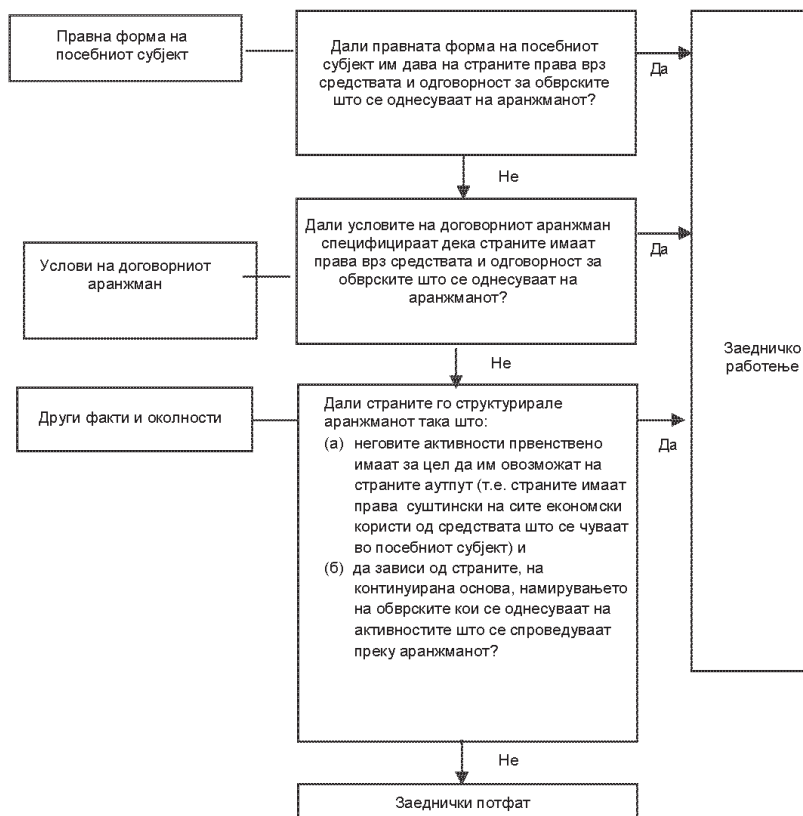 Правна форма на
посебниот субјект
Дали правната форма на посебниот
субјект им дава на страните права врз
средствата и одговорност за обврските
што се однесуваат на аранжманот?
Да
Не
Услови на договорниот
аранжман
Дали условите на договорниот аранжман
специфицираат дека страните имаат
права врз средствата и одговорност за
обврските што се однесуваат на
аранжманот?
Да
Не
Заедничко
работење
Други факти и околности
Дали страните го структурирале
аранжманот така што:
(а) неговите активности првенствено
имаат за цел да им овозможат на
страните аутпут (т.е. страните имаат
права суштински на сите економски
користи од средствата што се чуваат
во посебниот субјект) и
(б) да зависи од страните, на
континуирана основа, намирувањето
на обврските кои се однесуваат на
активностите што се спроведуваат
преку аранжманот?
Да
Не
Заеднички потфат